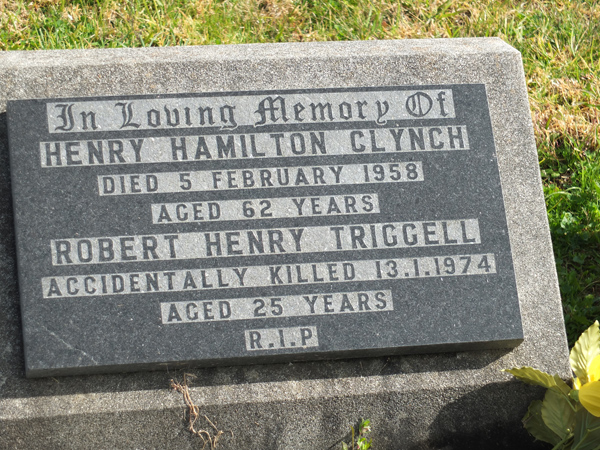 In Loving Memory Of
HENRY HAMILTON CLYNCH
DIED 5 FEBRUARY 1958
AGED 62 YEARS
ROBERT HENRY TRIGGELL
ACCIDENTALLY KILLED 13.1.1974
AGED 25 YEARS
R.I.P